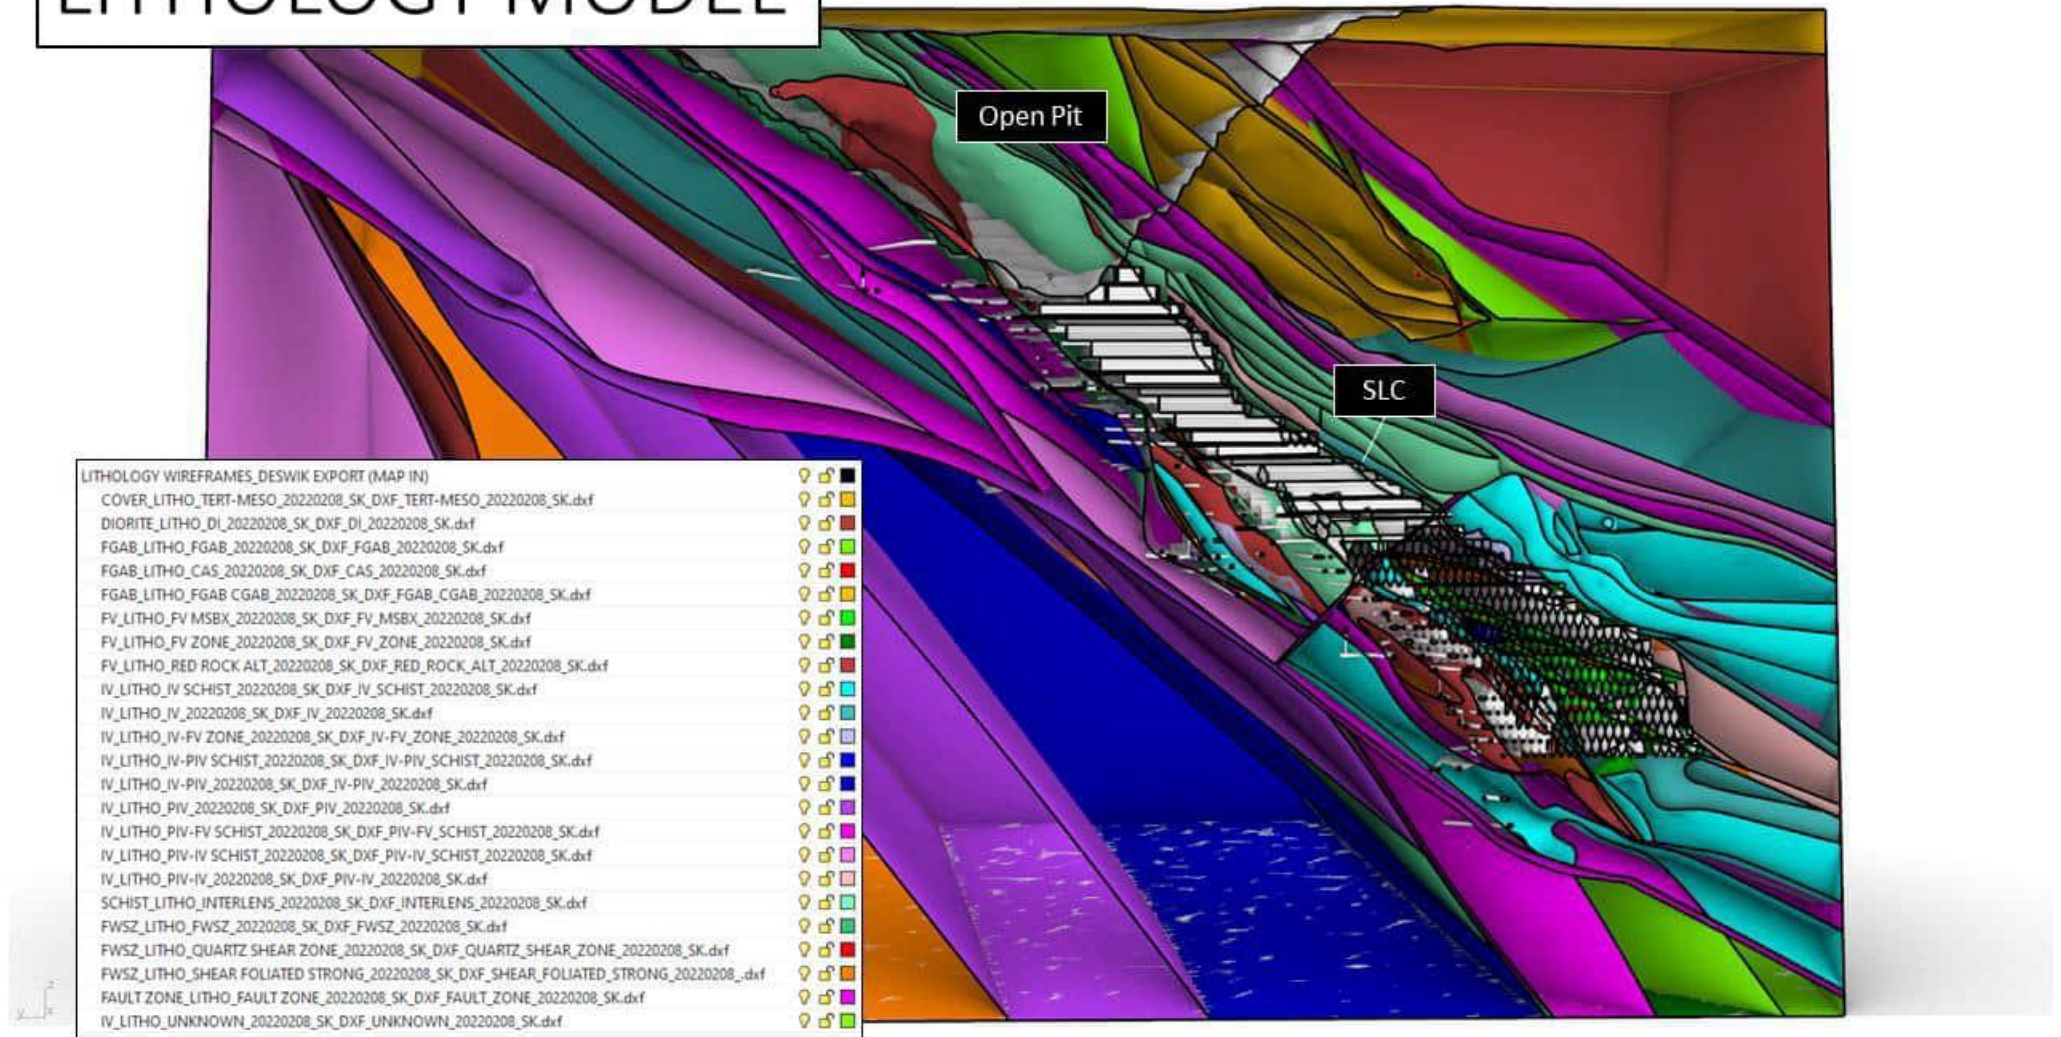 LITHOLOGY MODEL
Open Pit
SLC
LITHOLOGY WIREFRAMES_DESWIK EXPORT (MAP IN)
COVER_LITHO_TERT-MESO_20220208_SK_DXF_TERT-MESO_20220208_SK.dxf
DIORITE_LITHO_DI_20220208_SK_DXF_DI_20220208_SK.dxf
FGAB_LITHO_FGAB_20220208_SK_DXF_FGAB_20220208_SK.dxf
FGAB_LITHO_CAS_20220208_SK_DXF_CAS_20220208_SK.dxf
FGAB_LITHO_FGAB CGAB_20220208_SK_DXF_FGAB_CGAB_20220208_SK.dxf
FV_LITHO_FV MSBX_20220208_SK_DXF_FV_MSBX_20220208_SK.dxf
FV_LITHO_FV ZONE_20220208_SK_DXF_FV_ZONE_20220208_SK.dxf
FV_LITHO_RED ROCK ALT_20220208_SK_DXF_RED_ROCK_ALT_20220208_SK.dxf
IV_LITHO_IV SCHIST_20220208_SK_DXF_IV_SCHIST_20220208_SK.dxf
IV_LITHO_IV_20220208_SK_DXF_IV_20220208_SK.dxf
IV_LITHO_IV-FV ZONE_20220208_SK_DXF_IV-FV_ZONE_20220208_SK.dxf
IV_LITHO_IV-PIV SCHIST_20220208_SK_DXF_IV-PIV_SCHIST_20220208_SK.dxf
IV_LITHO_IV-PIV_20220208_SK_DXF_IV-PIV_20220208_SK.dxf
IV_LITHO_PIV_20220208_SK_DXF_PIV_20220208_SK.dxf
IV_LITHO_PIV-FV SCHIST_20220208_SK_DXF_PIV-FV_SCHIST_20220208_SK.dxf
IV_LITHO_PIV-IV SCHIST_20220208_SK_DXF_PIV-IV_SCHIST_20220208_SK.dxf
IV_LITHO_PIV-IV_20220208_SK_DXF_PIV-IV_20220208_SK.dxf
SCHIST_LITHO_INTERLENS_20220208_SK_DXF_INTERLENS_20220208_SK.dxf
FWSZ_LITHO_FWSZ_20220208_SK_DXF_FWSZ_20220208_SK.dxf
FWSZ_LITHO_QUARTZ SHEAR ZONE_20220208_SK_DXF_QUARTZ_SHEAR_ZONE_20220208_SK.dxf
FWSZ_LITHO_SHEAR FOLIATED STRONG_20220208_SK_DXF_SHEAR_FOLIATED_STRONG_20220208_.dxf
FAULT ZONE_LITHO_FAULT ZONE_20220208_SK_DXF_FAULT_ZONE_20220208_SK.dxf
IV_LITHO_UNKNOWN_20220208_SK_DXF_UNKNOWN_20220208_SK.dxf
z
y x